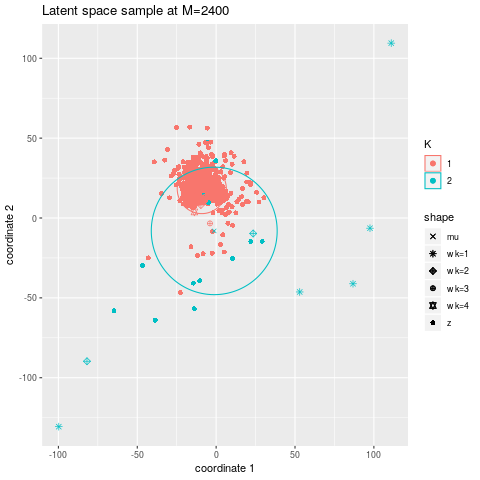 Latent space sample at M=2400
100
50
0
-50
-100
-100
-50
0
50
100
coordinate 1
coordinate 2
K
1
2
shape
mu
w k=1
w k=2
w k=3
w k=4
z